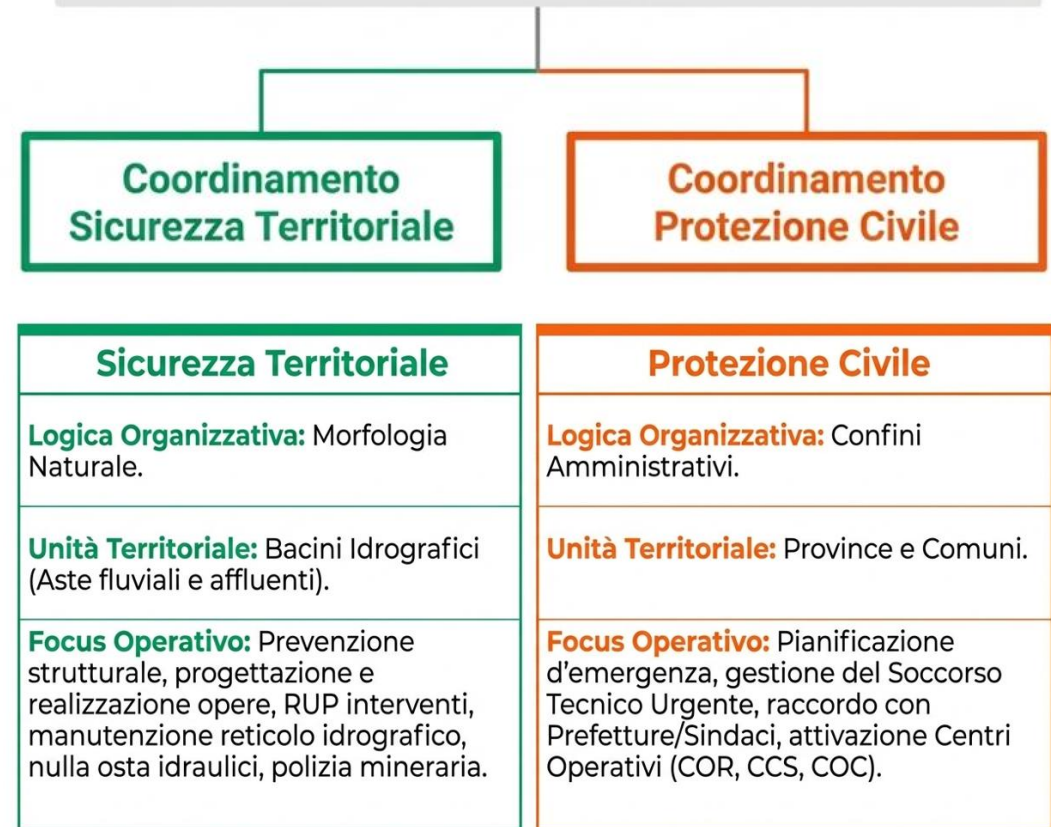 Coordinamento
Sicurezza Territoriale
Coordinamento
Protezione Civile
Sicurezza Territoriale
Logica Organizzativa: Morfologia
Naturale.
Unità Territoriale: Bacini Idrografici
(Aste fluviali e affluenti).
Focus Operativo: Prevenzione
strutturale, progettazione e
realizzazione opere, RUP interventi,
manutenzione reticolo idrografico,
nulla osta idraulici, polizia mineraria.
Protezione Civile
Logica Organizzativa: Confini
Amministrativi.
Unità Territoriale: Province e Comuni.
Focus Operativo: Pianificazione
d’emergenza, gestione del Soccorso
Tecnico Urgente, raccordo con
Prefetture/Sindaci, attivazione Centri
Operativi (COR, CCS, COC).